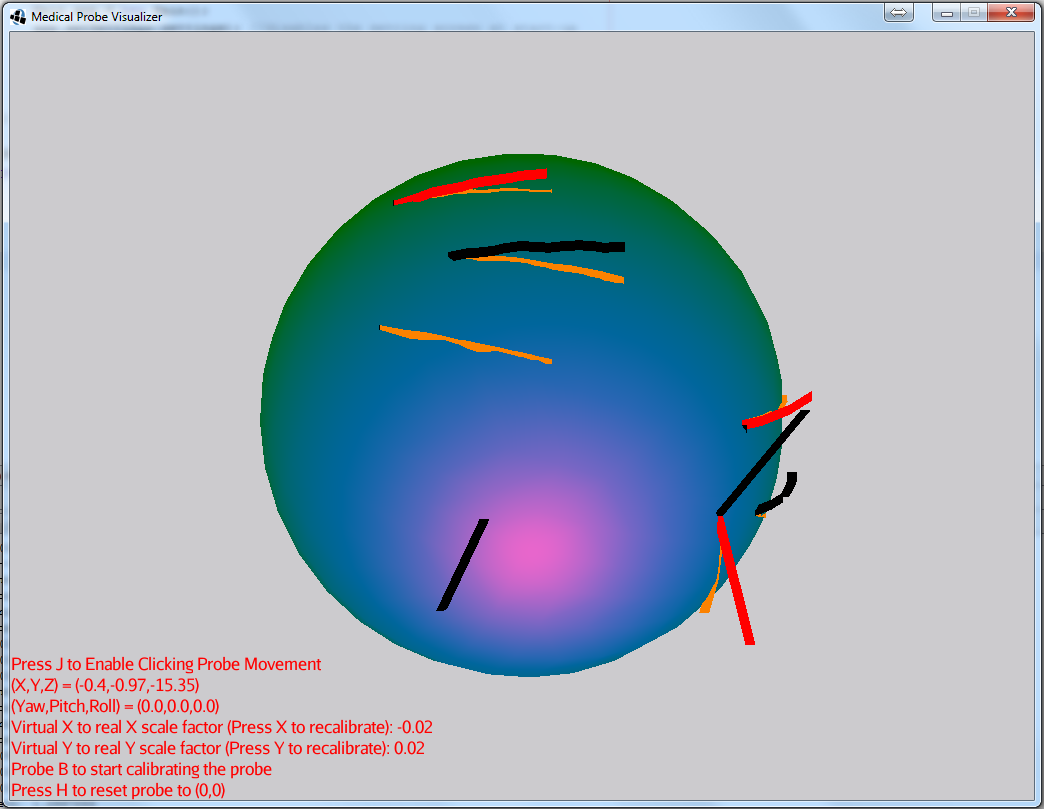 Medical Probe Visualizer
Press J to Enable Clicking Probe Movement
(X,Y,Z) = (-0.4,-0.97,-15.35)
(Yaw,Pitch,Roll) = (0.0,0.0,0.0)
Virtual X to real X scale factor (Press X to recalibrate): -0.02
Virtual Y to real Y scale factor (Press Y to recalibrate): 0.02
Probe B to start calibrating the probe
Press H to reset probe to (0,0)